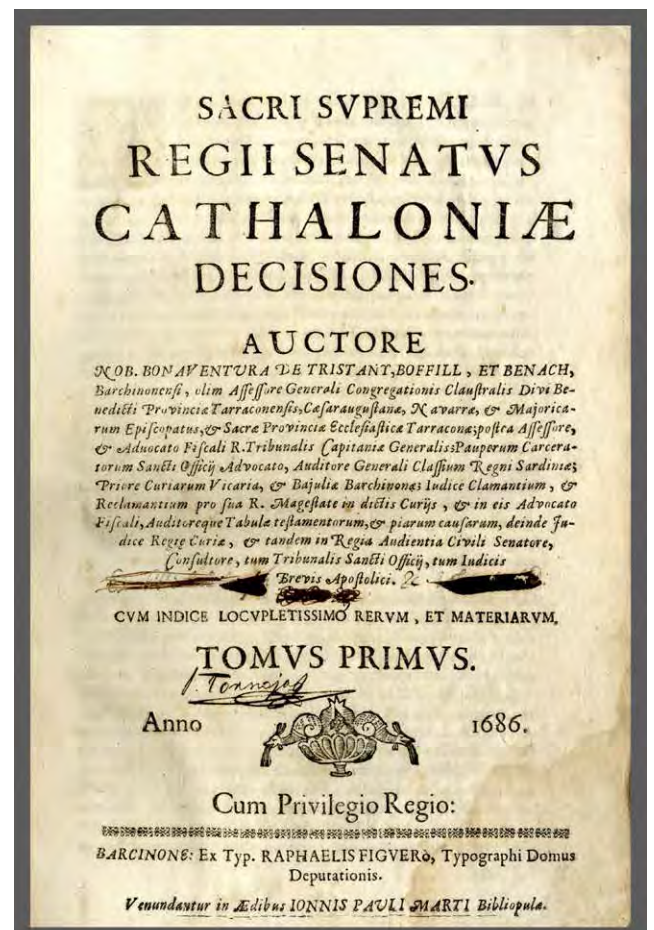 SACRI SVPREMI
REGII SENATVS
CATHALONIÆ
DECISIONES.
AUCTORE
NOB. BONAVENTURA DE TRISTANT, BOFFILL, ET BENACH,
Barchinonensi, olim Assessore Generali Congregationis Claustralis Divi Be-
nedicti Provinciæ Tarraconensis, Cæsaraugustanæ, Navarræ, & Majorica-
rum Episcopatus, & Sacræ Provinciæ Ecclesiasticæ Tarraconæ; postea Assessore,
& Aduocato Fiscali R. Tribunalis Capitaniæ Generalis; Pauperum Carcera-
torum Sancti Officij Advocato, Auditore Generali Classium Regni Sardiniæ;
Priore Curiarum Vicariæ, & Bajuliæ Barchinonæ; Iudice Clamantium, &
Reclamantium pro sua R. Magestate in dictis Curijs, & in eis Advocato
Fiscali, Auditoreque Tabulæ testamentorum, & piarum causarum, deinde Ju-
dice Regiæ Curiæ, & tandem in Regia Audientia Civili Senatore,
Consultore, tum Tribunalis Sancti Officij, tum Iudicis
Brevis Apostolici.
CVM INDICE LOCVPLETISSIMO RERVM, ET MATERIARVM.
TOMVS PRIMVS.
Anno 1686.
Cum Privilegio Regio:
BARCINONE: Ex Typ. RAPHAELIS FIGVERÒ, Typographi Domus
Deputationis.
Venundantur in Ædibus IONNIS PAVLI MARTI Bibliopulæ.